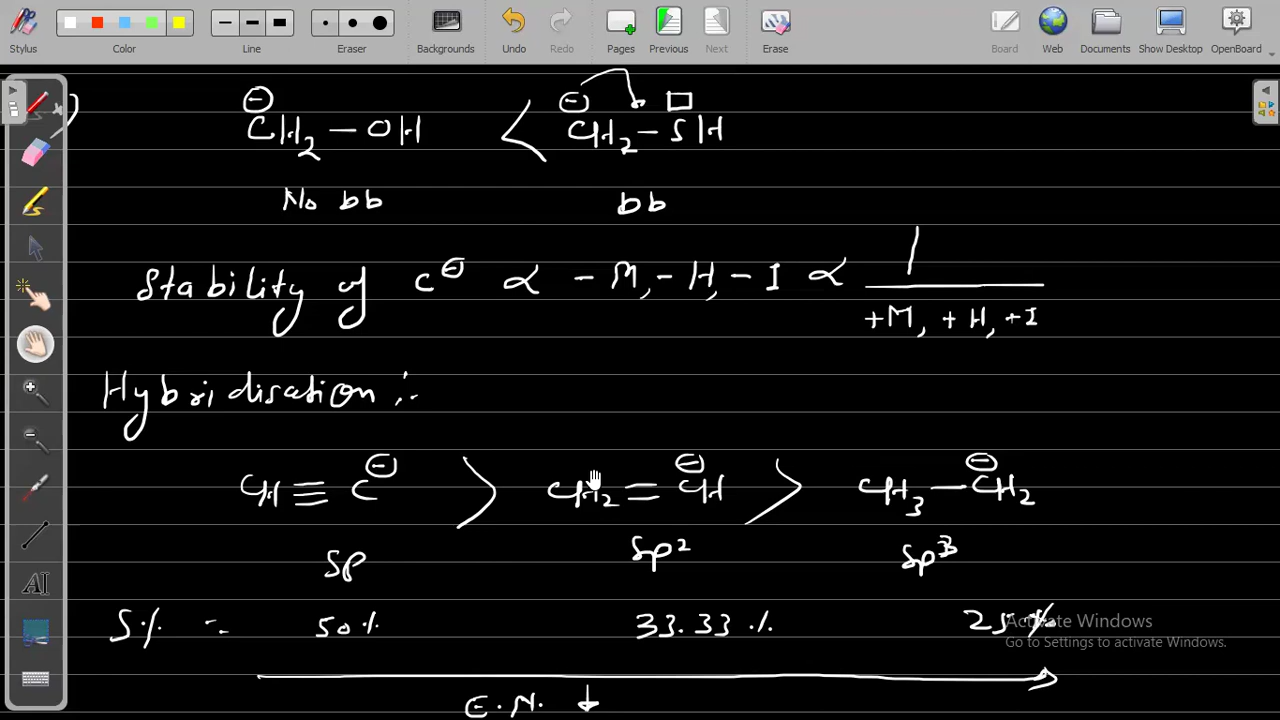 Stylus Color Line Eraser Backgrounds Undo Redo Pages Previous Next Erase Board Web Documents Show Desktop OpenBoard
⊖CH₂ – OH < ⊖CH₂ – SH
No bb bb
Stability of C⊖ ∝ - M, - H, - I ∝ 1 / +M, + H, +I
Hybridisation :-
CH ≡ C⊖ > CH₂ = CH⊖ > CH₃ – CH₂⊖
Sp Sp² Sp³
S% = 50% 33.33 % 25 %
E.N. ↓
Activate Windows
Go to Settings to activate Windows.